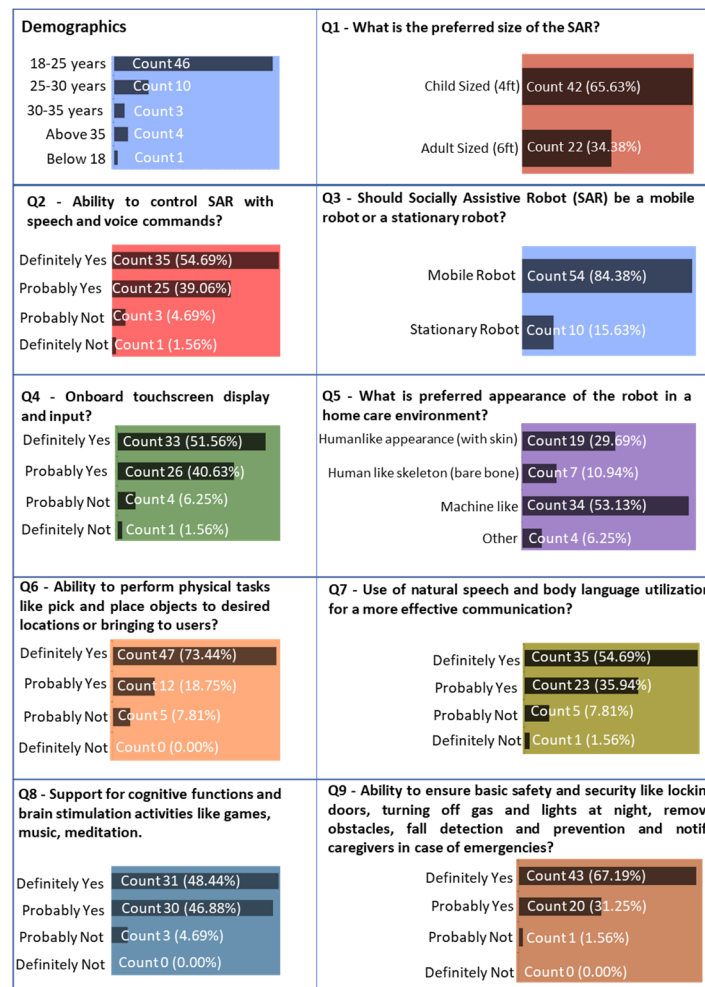 Demographics
18-25 years Count 46
25-30 years Count 10
30-35 years Count 3
Above 35 Count 4
Below 18 Count 1
Q1 - What is the preferred size of the SAR?
Child Sized (4ft) Count 42 (65.63%)
Adult Sized (6ft) Count 22 (34.38%)
Q2 - Ability to control SAR with
speech and voice commands?
Definitely Yes Count 35 (54.69%)
Probably Yes Count 25 (39.06%)
Probably Not Count 3 (4.69%)
Definitely Not Count 1 (1.56%)
Q3 - Should Socially Assistive Robot (SAR) be a mobile
robot or a stationary robot?
Mobile Robot Count 54 (84.38%)
Stationary Robot Count 10 (15.63%)
Q4 - Onboard touchscreen display
and input?
Definitely Yes Count 33 (51.56%)
Probably Yes Count 26 (40.63%)
Probably Not Count 4 (6.25%)
Definitely Not Count 1 (1.56%)
Q5 - What is preferred appearance of the robot in a
home care environment?
Humanlike appearance (with skin) Count 19 (29.69%)
Human like skeleton (bare bone) Count 7 (10.94%)
Machine like Count 34 (53.13%)
Other Count 4 (6.25%)
Q6 - Ability to perform physical tasks
like pick and place objects to desired
locations or bringing to users?
Definitely Yes Count 47 (73.44%)
Probably Yes Count 12 (18.75%)
Probably Not Count 5 (7.81%)
Definitely Not Count 0 (0.00%)
Q7 - Use of natural speech and body language utilization
for a more effective communication?
Definitely Yes Count 35 (54.69%)
Probably Yes Count 23 (35.94%)
Probably Not Count 5 (7.81%)
Definitely Not Count 1 (1.56%)
Q8 - Support for cognitive functions and
brain stimulation activities like games,
music, meditation.
Definitely Yes Count 31 (48.44%)
Probably Yes Count 30 (46.88%)
Probably Not Count 3 (4.69%)
Definitely Not Count 0 (0.00%)
Q9 - Ability to ensure basic safety and security like lockin
doors, turning off gas and lights at night, remov
obstacles, fall detection and prevention and notif
caregivers in case of emergencies?
Definitely Yes Count 43 (67.19%)
Probably Yes Count 20 (31.25%)
Probably Not Count 1 (1.56%)
Definitely Not Count 0 (0.00%)